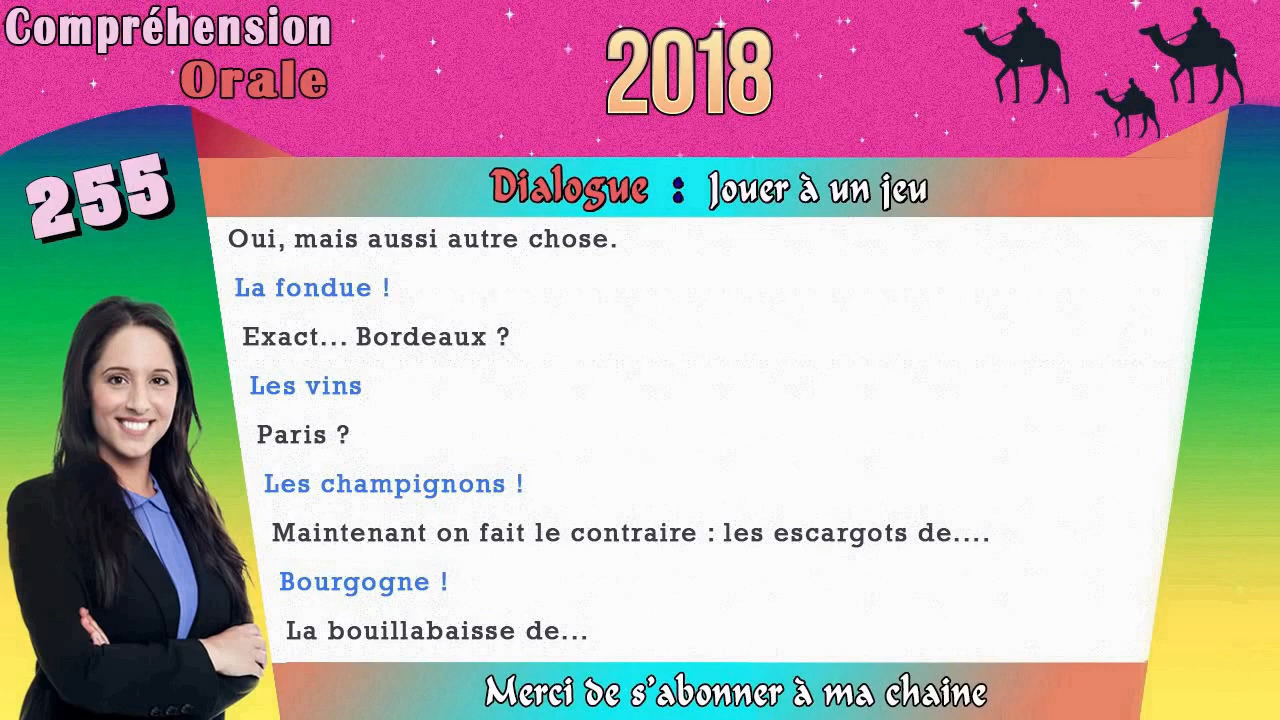 Compréhension
Orale
2018
255
Dialogue : Jouer à un jeu
Oui, mais aussi autre chose.
La fondue !
Exact... Bordeaux ?
Les vins
Paris ?
Les champignons !
Maintenant on fait le contraire : les escargots de....
Bourgogne !
La bouillabaisse de...
Merci de s'abonner à ma chaine